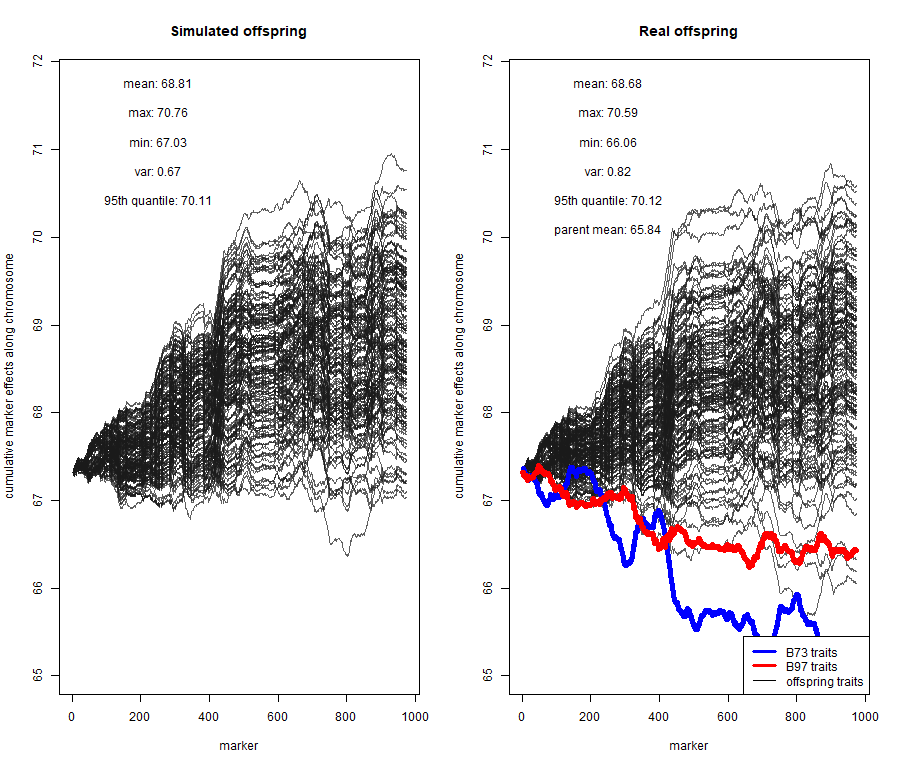 Simulated offspring
mean: 68.81
max: 70.76
min: 67.03
var: 0.67
95th quantile: 70.11
cumulative marker effects along chromosome
72
71
70
69
68
67
66
65
0 200 400 600 800 1000
marker
Real offspring
mean: 68.68
max: 70.59
min: 66.06
var: 0.82
95th quantile: 70.12
parent mean: 65.84
cumulative marker effects along chromosome
72
71
70
69
68
67
66
65
B73 traits
B97 traits
offspring traits
0 200 400 600 800 1000
marker